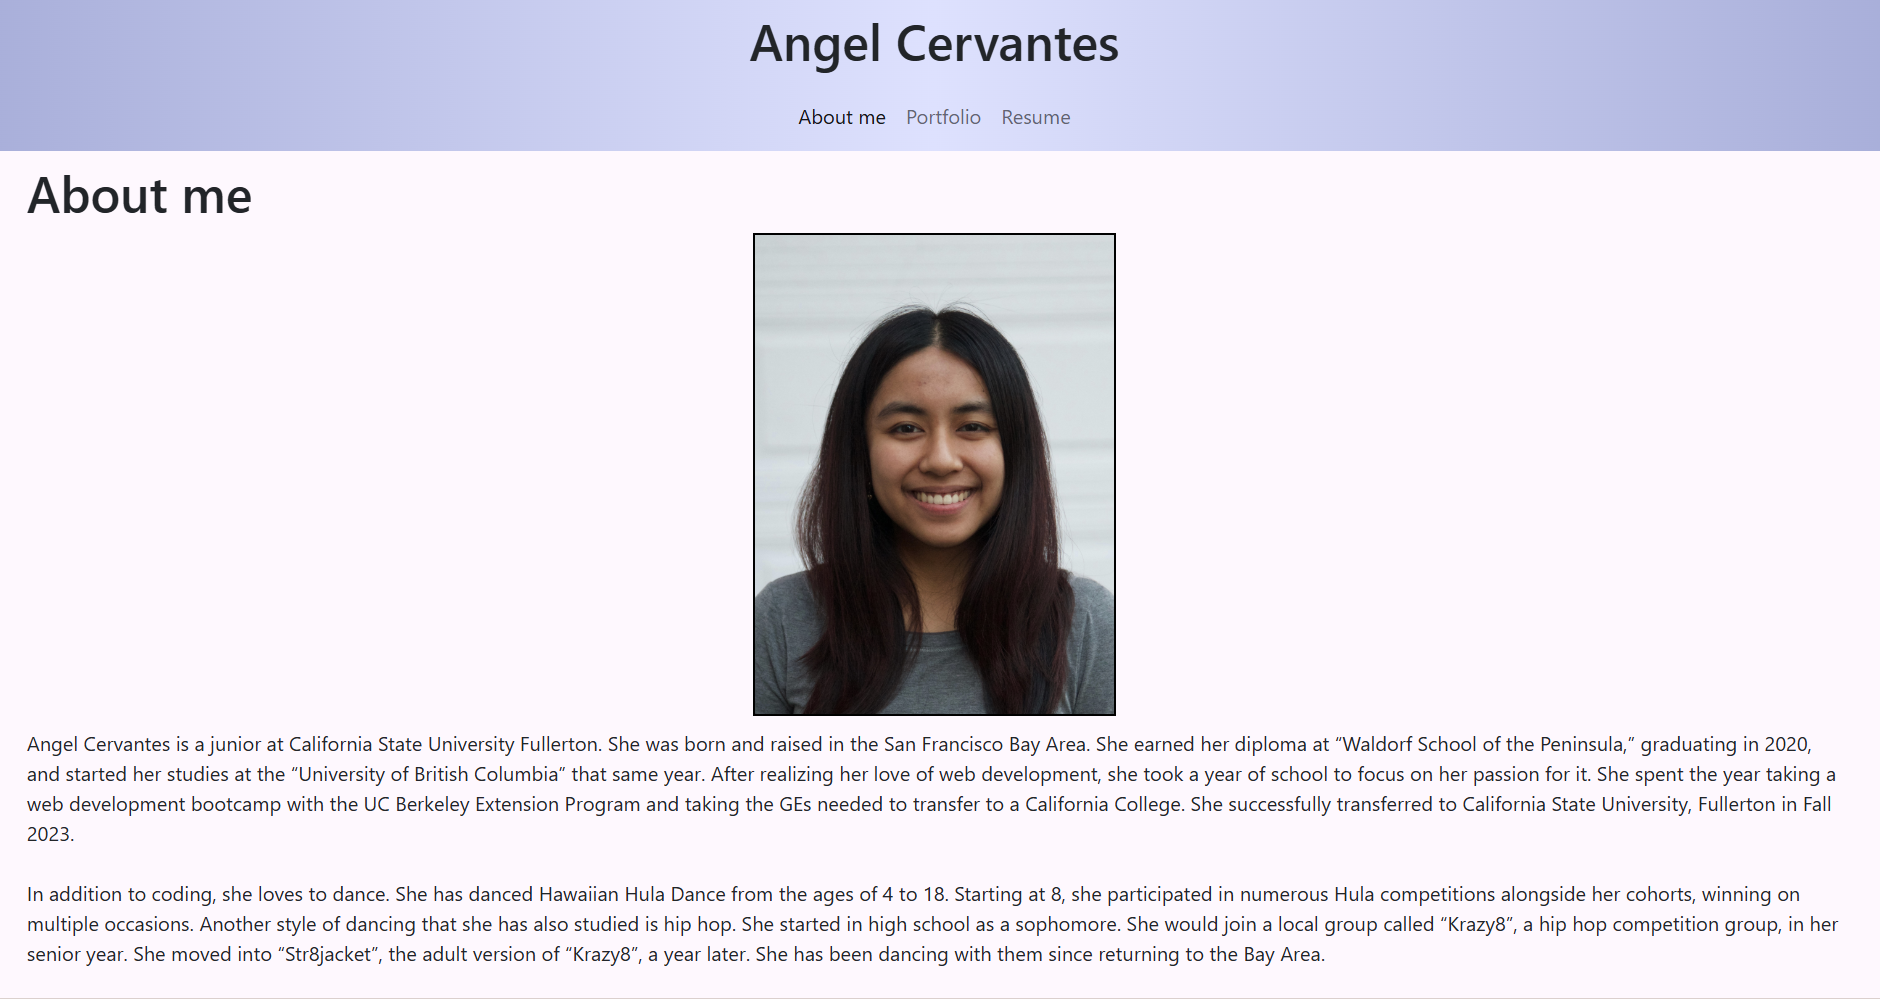 Angel Cervantes
About me Portfolio Resume
About me
Angel Cervantes is a junior at California State University Fullerton. She was born and raised in the San Francisco Bay Area. She earned her diploma at “Waldorf School of the Peninsula,” graduating in 2020,
and started her studies at the “University of British Columbia” that same year. After realizing her love of web development, she took a year of school to focus on her passion for it. She spent the year taking a
web development bootcamp with the UC Berkeley Extension Program and taking the GEs needed to transfer to a California College. She successfully transferred to California State University, Fullerton in Fall
2023.
In addition to coding, she loves to dance. She has danced Hawaiian Hula Dance from the ages of 4 to 18. Starting at 8, she participated in numerous Hula competitions alongside her cohorts, winning on
multiple occasions. Another style of dancing that she has also studied is hip hop. She started in high school as a sophomore. She would join a local group called “Krazy8”, a hip hop competition group, in her
senior year. She moved into “Str8jacket”, the adult version of “Krazy8”, a year later. She has been dancing with them since returning to the Bay Area.